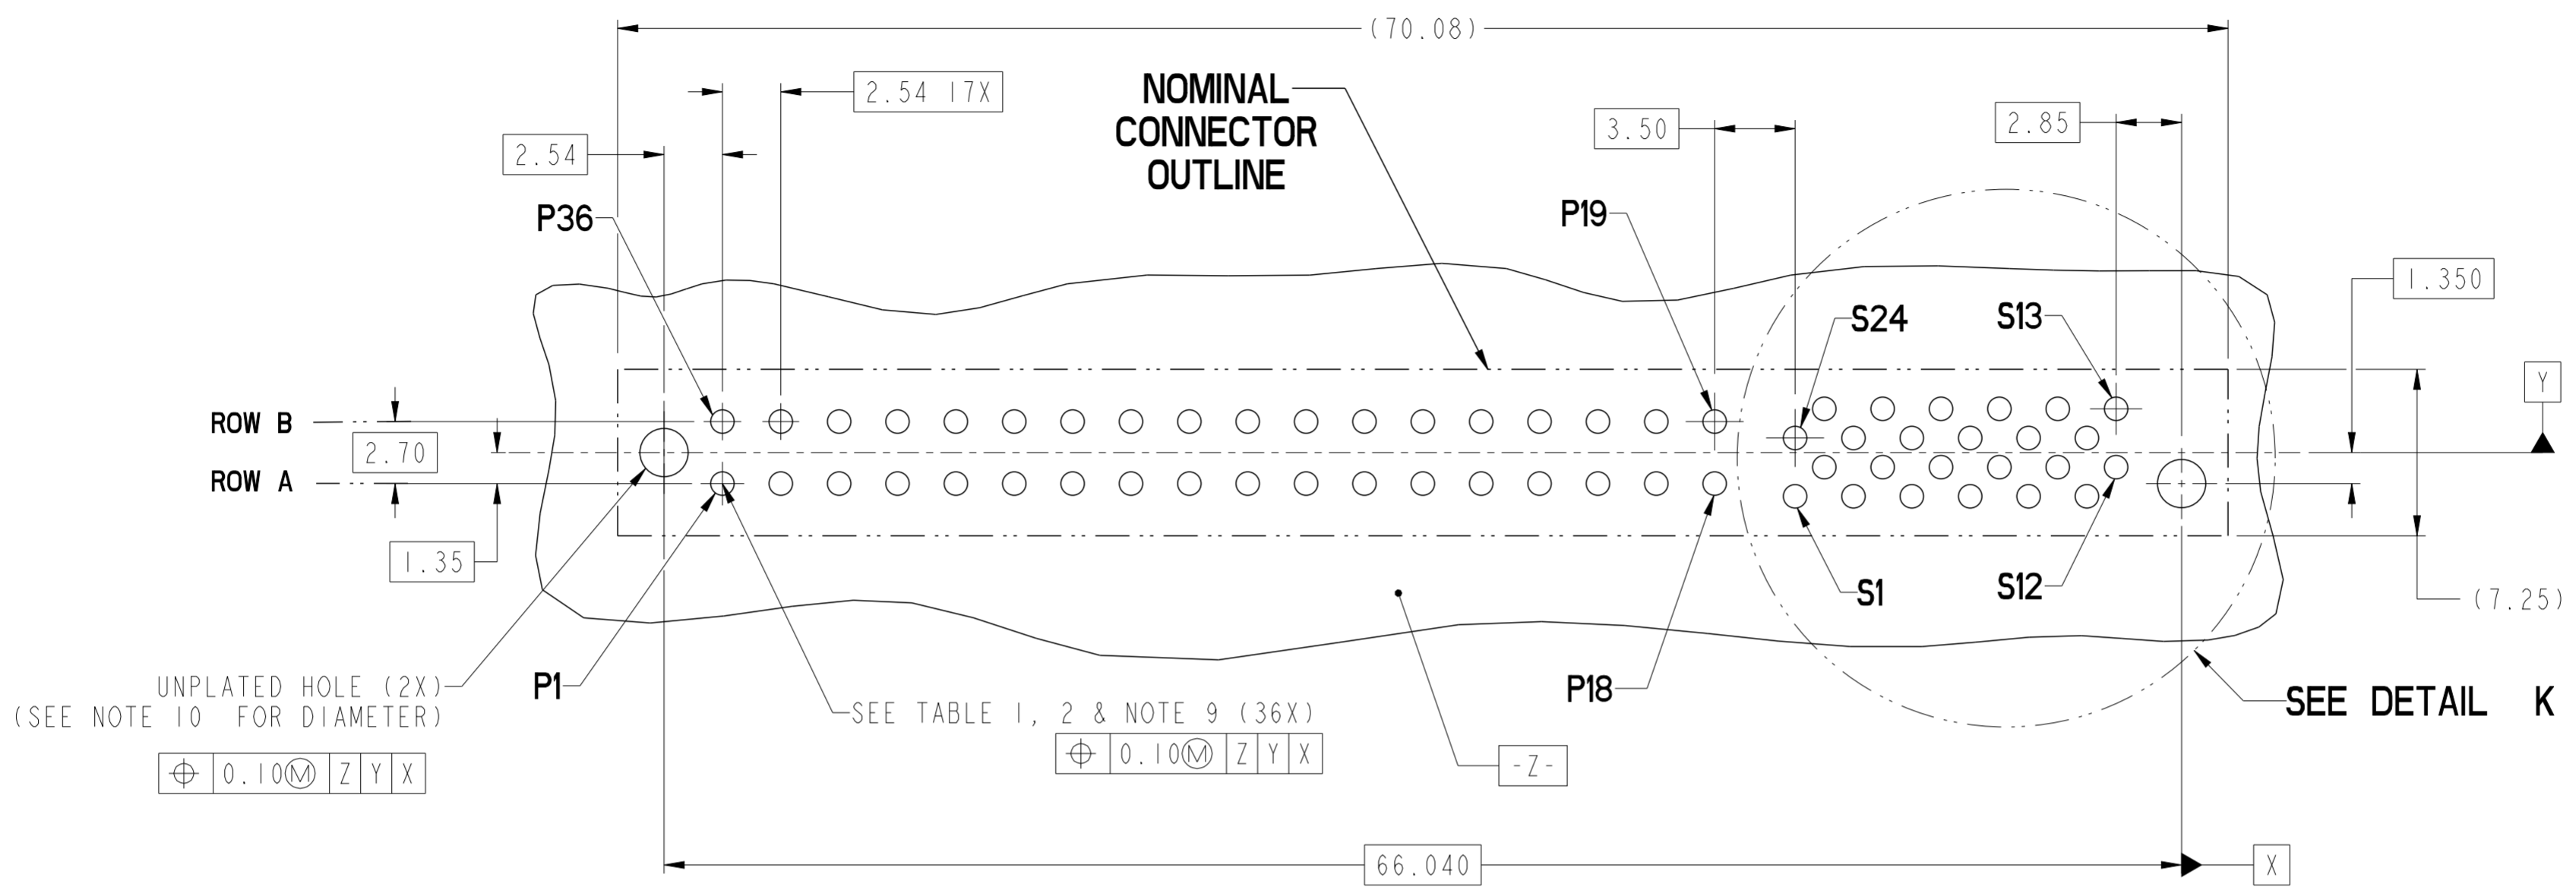 (70.08)
2.54 17X
NOMINAL
CONNECTOR
OUTLINE
3.50
2.85
2.54
P36
P19
1.350
S24
S13
Y
ROW B
2.70
ROW A
1.35
S1
S12
(7.25)
UNPLATED HOLE (2X)
(SEE NOTE 10 FOR DIAMETER)
⌖ 0.10Ⓜ Z Y X
P1
SEE TABLE 1, 2 & NOTE 9 (36X)
⌖ 0.10Ⓜ Z Y X
P18
-Z-
SEE DETAIL K
66.040
X